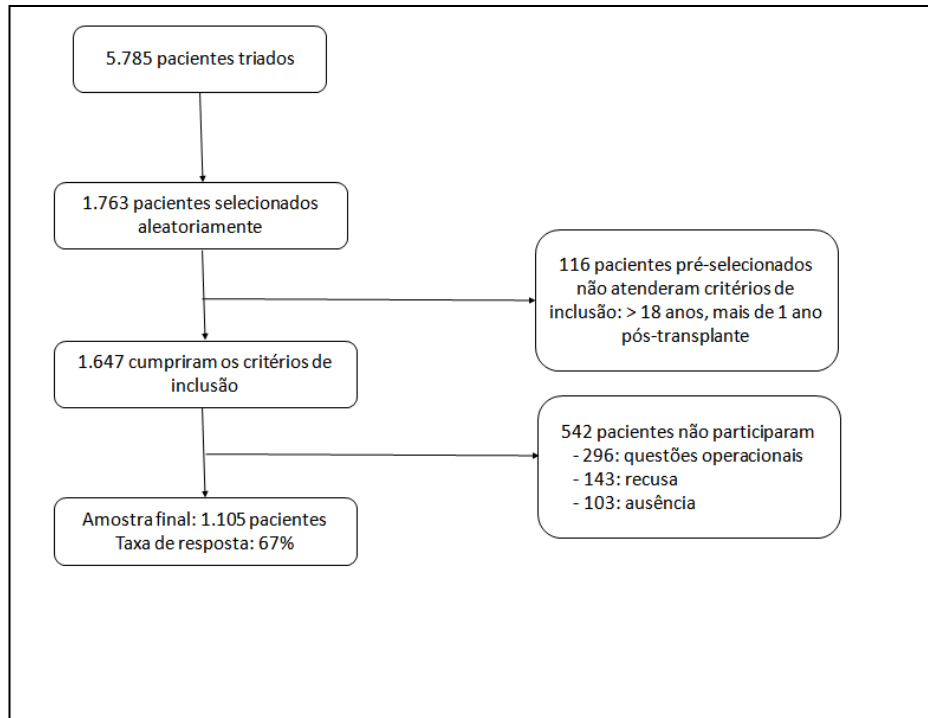 5.785 pacientes triados
1.763 pacientes selecionados
aleatoriamente
116 pacientes pré-selecionados
não atenderam critérios de
inclusão: > 18 anos, mais de 1 ano
pós-transplante
1.647 cumpriram os critérios de
inclusão
542 pacientes não participaram
- 296: questões operacionais
- 143: recusa
- 103: ausência
Amostra final: 1.105 pacientes
Taxa de resposta: 67%